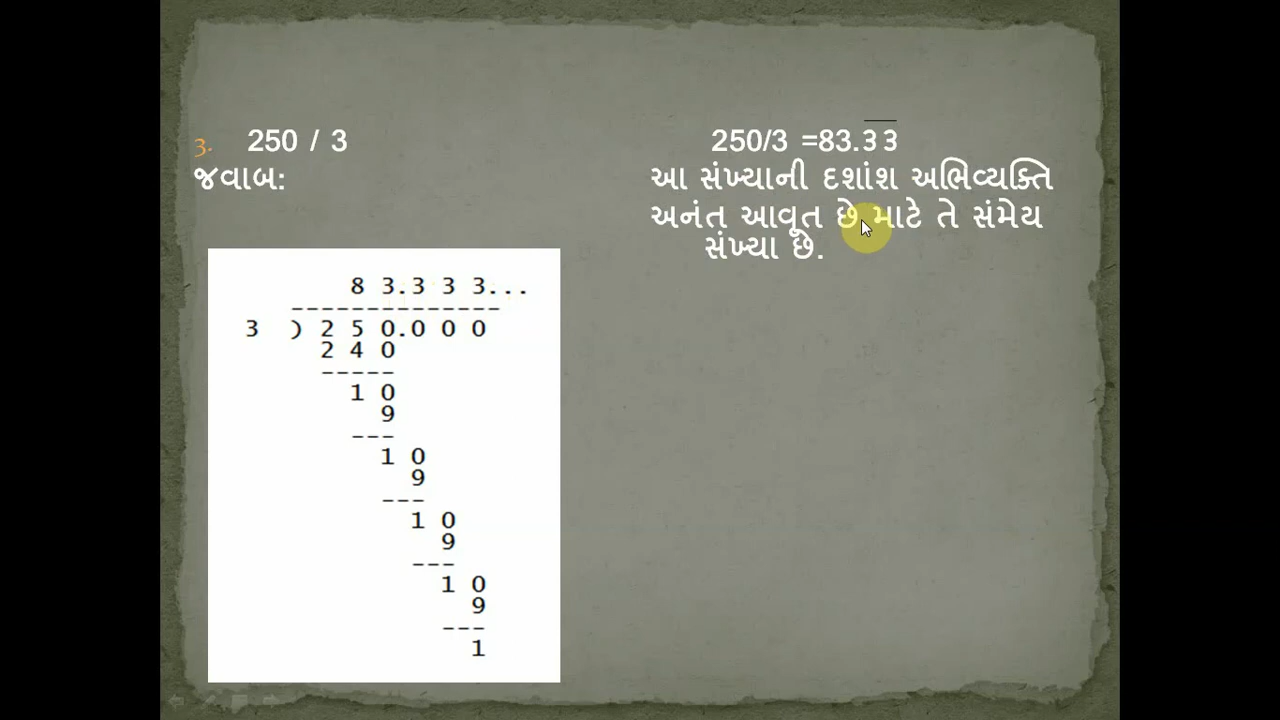 3. 250 / 3
જવાબ:
8 3.3 3 3...
--------------
3 ) 2 5 0.0 0 0
2 4 0
-----
1 0
9
---
1 0
9
---
1 0
9
---
1 0
9
---
1
250/3 =83.૩૩
આ સંખ્યાની દશાંશ અભિવ્યક્તિ
અનંત આવૃત છે માટે તે સંમેય
સંખ્યા છે.